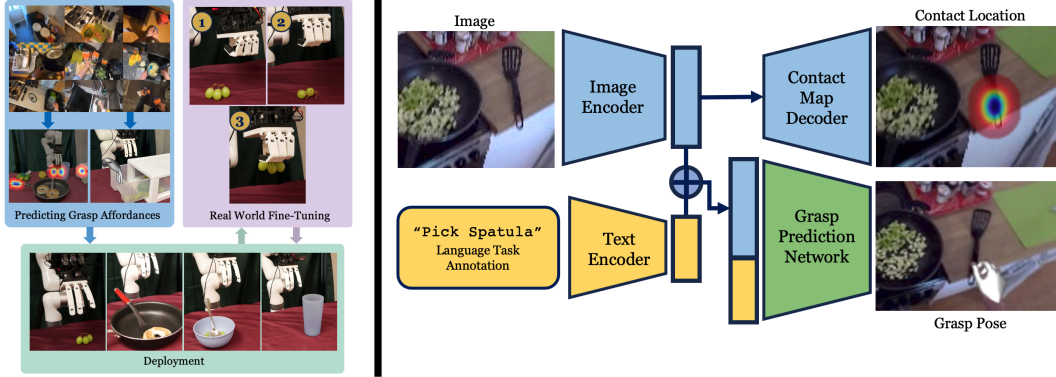 1
2
3
Predicting Grasp Affordances
Real World Fine-Tuning
Deployment
Image
Image
Encoder
Contact
Map
Decoder
Contact Location
“Pick Spatula”
Language Task
Annotation
Text
Encoder
Grasp
Prediction
Network
Grasp Pose